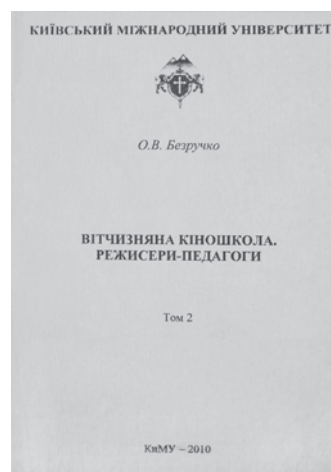 КИЇВСЬКИЙ МІЖНАРОДНИЙ УНІВЕРСИТЕТ
О.В. Безручко
ВІТЧИЗНЯНА КІНОШКОЛА.
РЕЖИСЕРИ-ПЕДАГОГИ
Том 2
КиМУ – 2010